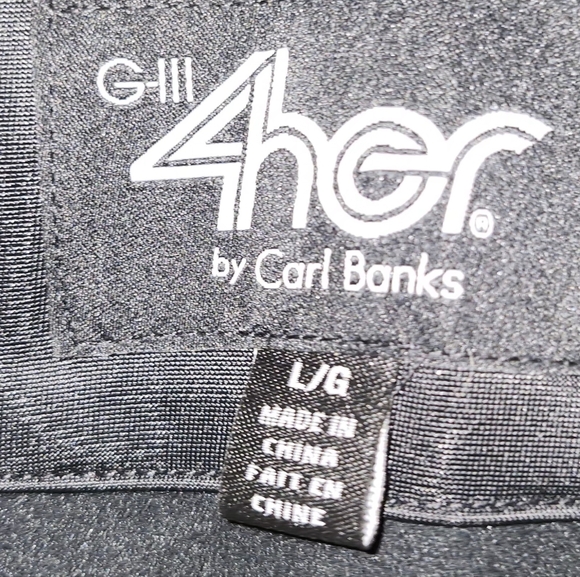 G-III 4her®
by Carl Banks
L/G
MADE IN
CHINA
FAIT EN
CHINE